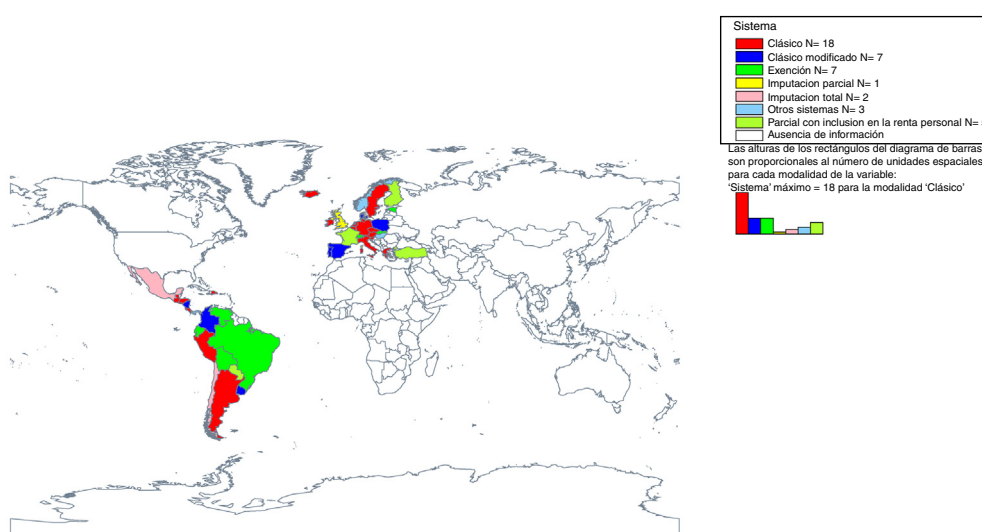 Sistema
Clásico N= 18
Clásico modificado N= 7
Exención N= 7
Imputacion parcial N= 1
Imputacion total N= 2
Otros sistemas N= 3
Parcial con inclusion en la renta personal N=
Ausencia de información
Las alturas de los rectángulos del diagrama de barras
son proporcionales al número de unidades espaciales
para cada modalidad de la variable:
‘Sistema’ máximo = 18 para la modalidad ‘Clásico’